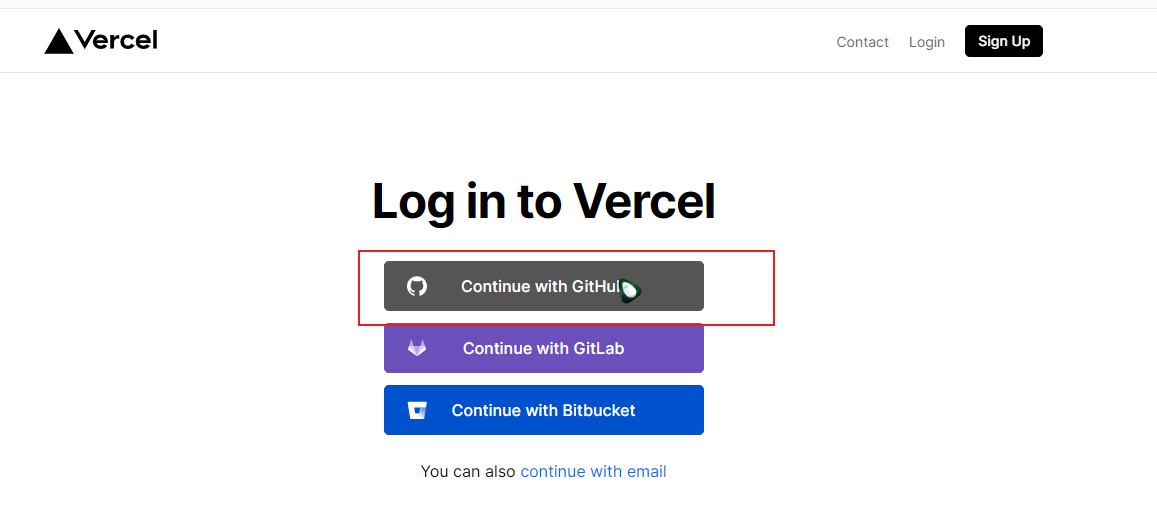 Vercel
Contact Login Sign Up
Log in to Vercel
Continue with GitHu
Continue with GitLab
Continue with Bitbucket
You can also continue with email